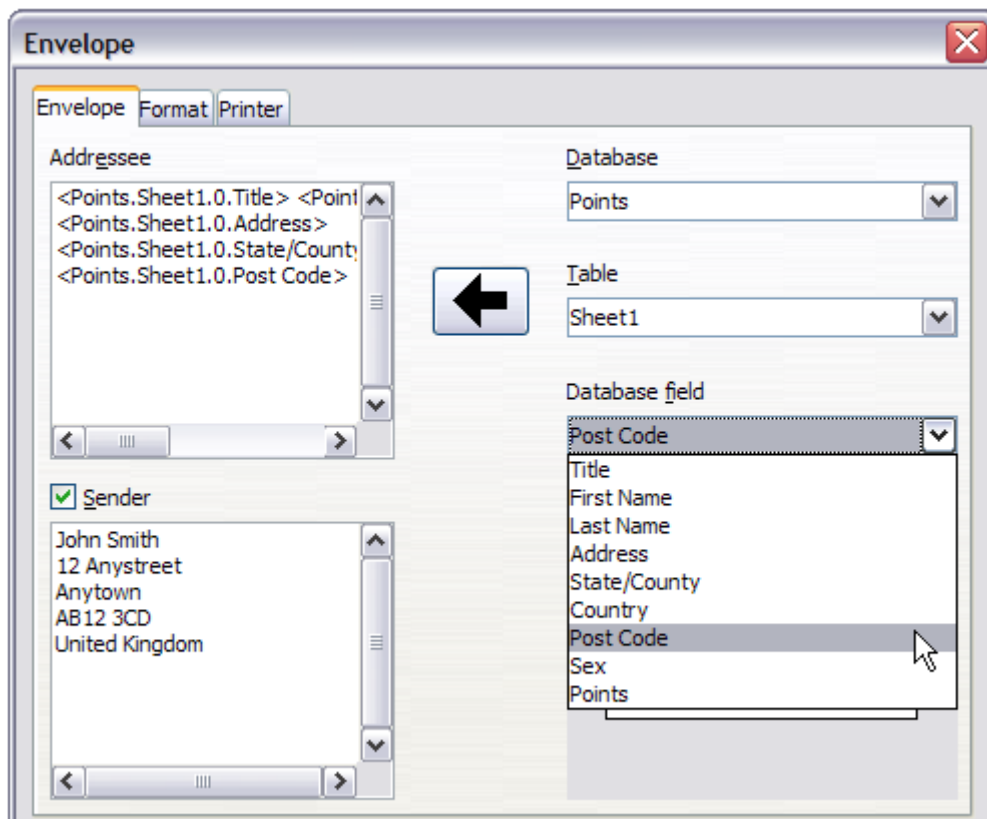 Envelope
Envelope Format Printer
Addressee
<Points.Sheet1.0.Title> <Point
<Points.Sheet1.0.Address>
<Points.Sheet1.0.State/County
<Points.Sheet1.0.Post Code>
Sender
John Smith
12 Anystreet
Anytown
AB12 3CD
United Kingdom
Database
Points
Table
Sheet1
Database field
Post Code
Title
First Name
Last Name
Address
State/County
Country
Post Code
Sex
Points